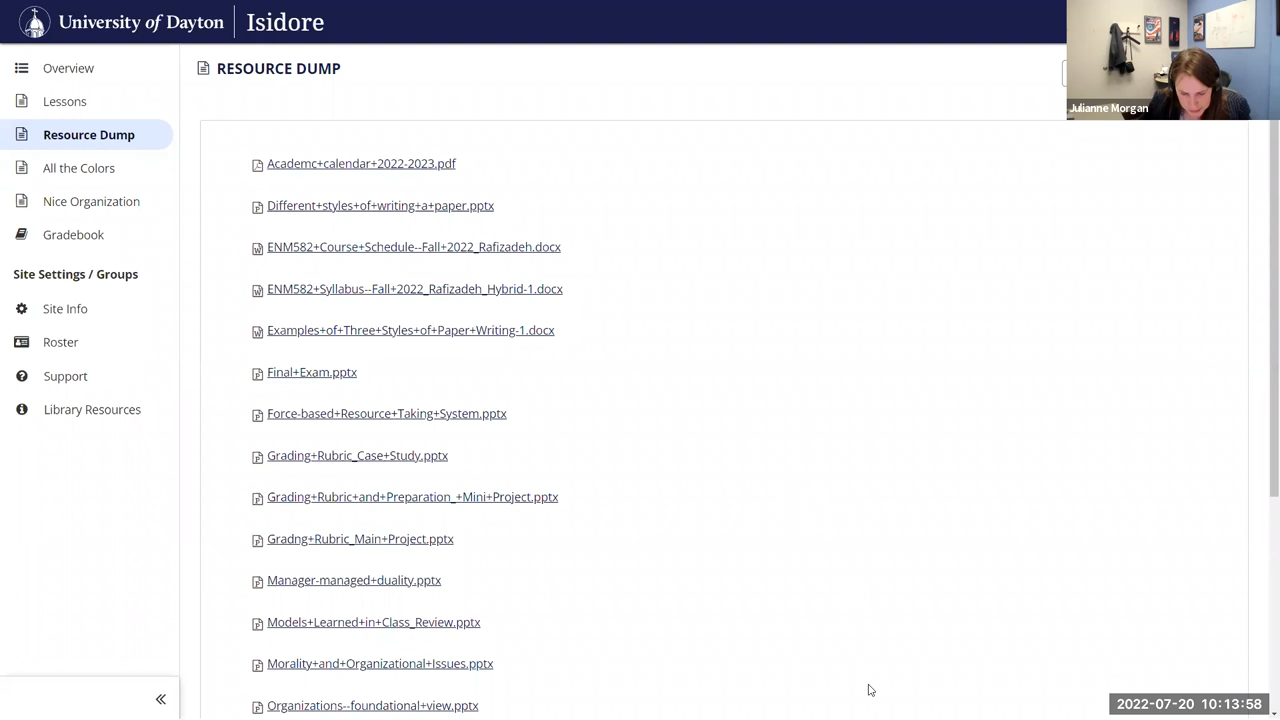 University of Dayton
Isidore
Overview
Lessons
Resource Dump
All the Colors
Nice Organization
Gradebook
Site Settings / Groups
Site Info
Roster
Support
Library Resources
RESOURCE DUMP
Academc+calendar+2022-2023.pdf
Different+styles+of+writing+a+paper.pptx
ENM582+Course+Schedule--Fall+2022_Rafizadeh.docx
ENM582+Syllabus--Fall+2022_Rafizadeh_Hybrid-1.docx
Examples+of+Three+Styles+of+Paper+Writing-1.docx
Final+Exam.pptx
Force-based+Resource+Taking+System.pptx
Grading+Rubric_Case+Study.pptx
Grading+Rubric+and+Preparation_+Mini+Project.pptx
Gradng+Rubric_Main+Project.pptx
Manager-managed+duality.pptx
Models+Learned+in+Class_Review.pptx
Morality+and+Organizational+Issues.pptx
Organizations--foundational+view.pptx
Julianne Morgan
2022-07-20 10:13:58